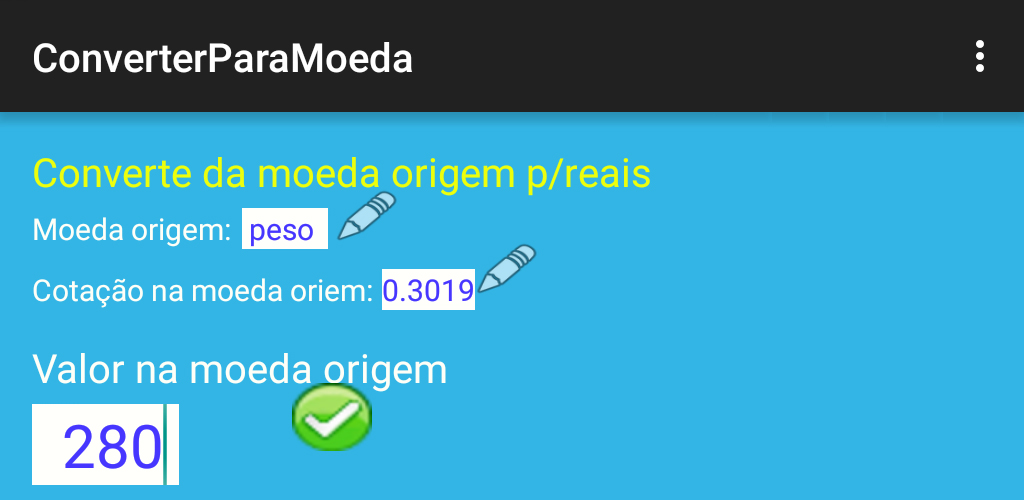 ConverterParaMoeda
Converte da moeda origem p/reais
Moeda origem: peso
Cotação na moeda oriem: 0.3019
Valor na moeda origem
280